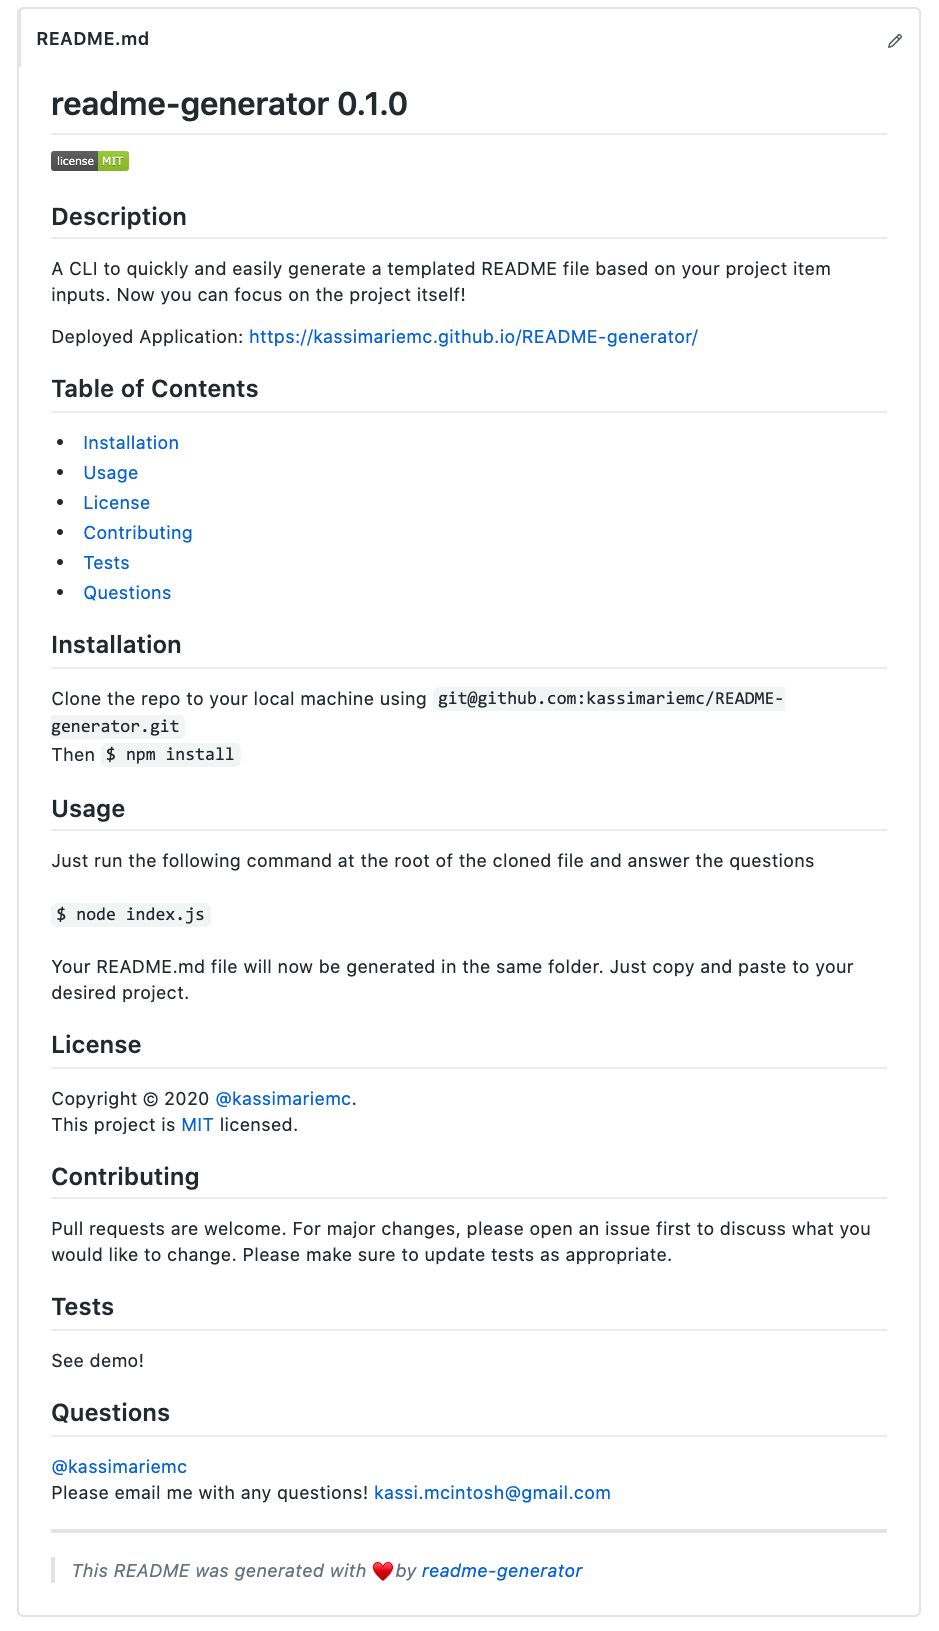 README.md
readme-generator 0.1.0
license MIT
Description
A CLI to quickly and easily generate a templated README file based on your project item
inputs. Now you can focus on the project itself!
Deployed Application: https://kassimariemc.github.io/README-generator/
Table of Contents
• Installation
• Usage
• License
• Contributing
• Tests
• Questions
Installation
Clone the repo to your local machine using git@github.com:kassimariemc/README-
generator.git
Then $ npm install
Usage
Just run the following command at the root of the cloned file and answer the questions
$ node index.js
Your README.md file will now be generated in the same folder. Just copy and paste to your
desired project.
License
Copyright © 2020 @kassimariemc.
This project is MIT licensed.
Contributing
Pull requests are welcome. For major changes, please open an issue first to discuss what you
would like to change. Please make sure to update tests as appropriate.
Tests
See demo!
Questions
@kassimariemc
Please email me with any questions! kassi.mcintosh@gmail.com
This README was generated with ❤️ by readme-generator